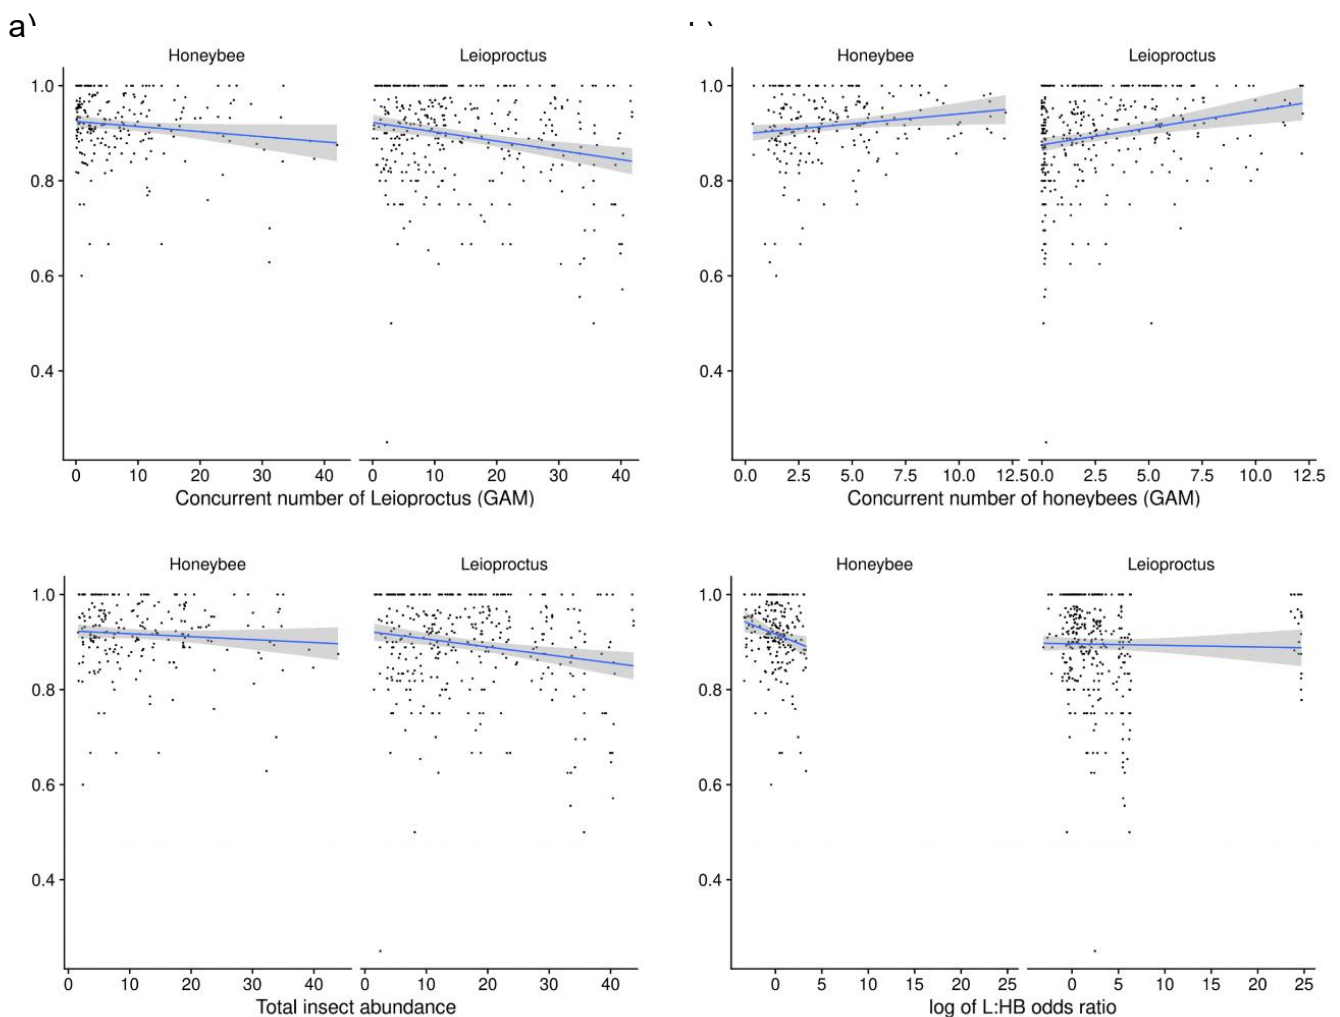 a)
Honeybee Leioproctus
1.0
0.8
0.6
0.4
0 10 20 30 40 0 10 20 30 40
Concurrent number of Leioproctus (GAM)
Honeybee Leioproctus
1.0
0.8
0.6
0.4
0.0 2.5 5.0 7.5 10.0 12.5 0.0 2.5 5.0 7.5 10.0 12.5
Concurrent number of honeybees (GAM)
Honeybee Leioproctus
1.0
0.8
0.6
0.4
0 10 20 30 40 0 10 20 30 40
Total insect abundance
Honeybee Leioproctus
1.0
0.8
0.6
0.4
0 5 10 15 20 25 0 5 10 15 20 25
log of L:HB odds ratio